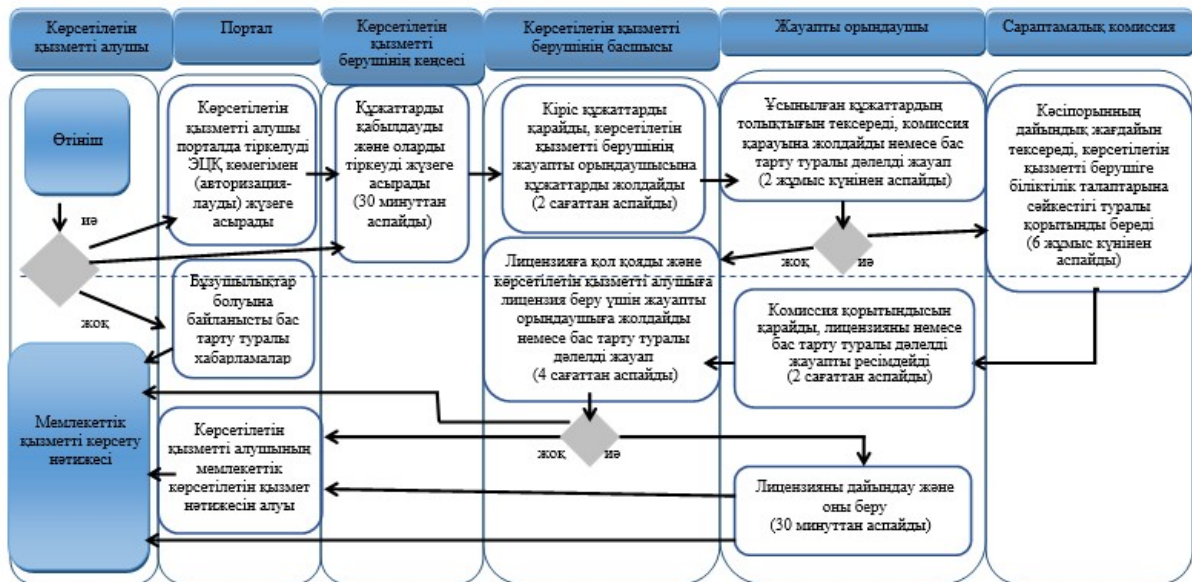 Көрсетілетін
қызметті алушы
Портал
Көрсетілетін
қызметті
берушінің кеңсесі
Көрсетілетін қызметті
берушінің басшысы
Жауапты орындаушы
Сараптамалық комиссия
Өтініш
иә
жоқ
Көрсетілетін
қызметті алушы
порталда тіркелуді
ЭЦҚ көмегімен
(авторизация-
лауды) жүзеге
асырады
Құжаттарды
қабылдауды
және оларды
тіркеуді жүзеге
асырады
(30 минуттан
аспайды)
Кіріс құжаттарды
қарайды, көрсетілетін
қызметті берушінің
жауапты орындаушысына
құжаттарды жолдайды
(2 сағаттан аспайды)
Ұсынылған құжаттардың
толықтығын тексереді, комиссия
қарауына жолдайды немесе бас
тарту туралы дәлелді жауап
(2 жұмыс күнінен аспайды)
жоқ
иә
Кәсіпорынның
дайындық жағдайын
тексереді, көрсетілетін
қызметті берушіге
біліктілік талаптарына
сәйкестігі туралы
қорытынды береді
(6 жұмыс күнінен
аспайды)
Бұзушылықтар
болуына
байланысты бас
тарту туралы
хабарламалар
Лицензияға қол қояды және
көрсетілетін қызметті алушыға
лицензия беру үшін жауапты
орындаушыға жолдайды
немесе бас тарту туралы
дәлелді жауап
(4 сағаттан аспайды)
Комиссия қорытындысын
қарайды, лицензияны немесе
бас тарту туралы дәлелді
жауапты ресімдейді
(2 сағаттан аспайды)
Мемлекеттік
қызметті көрсету
нәтижесі
Көрсетілетін
қызметті алушының
мемлекеттік
көрсетілетін қызмет
нәтижесін алуы
жоқ
иә
Лицензияны дайындау және
оны беру
(30 минуттан аспайды)